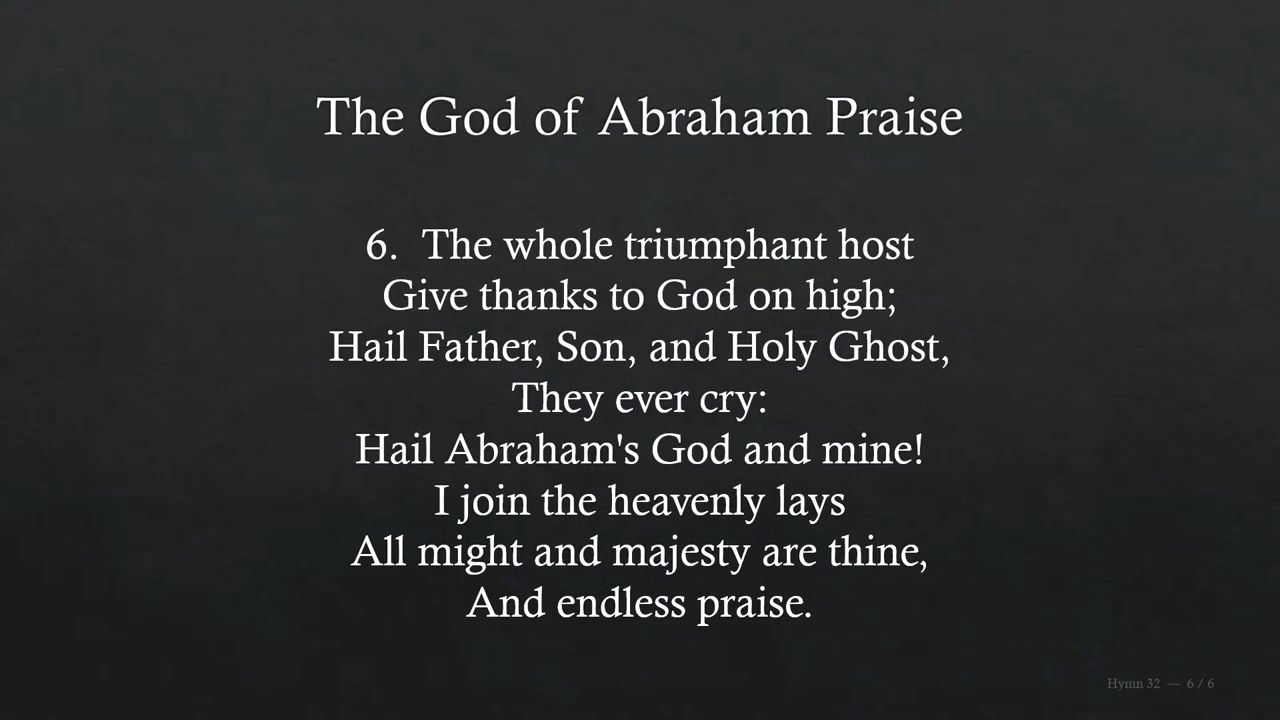 The God of Abraham Praise
6. The whole triumphant host
Give thanks to God on high;
Hail Father, Son, and Holy Ghost,
They ever cry:
Hail Abraham's God and mine!
I join the heavenly lays
All might and majesty are thine,
And endless praise.
Hymn 32 — 6 / 6